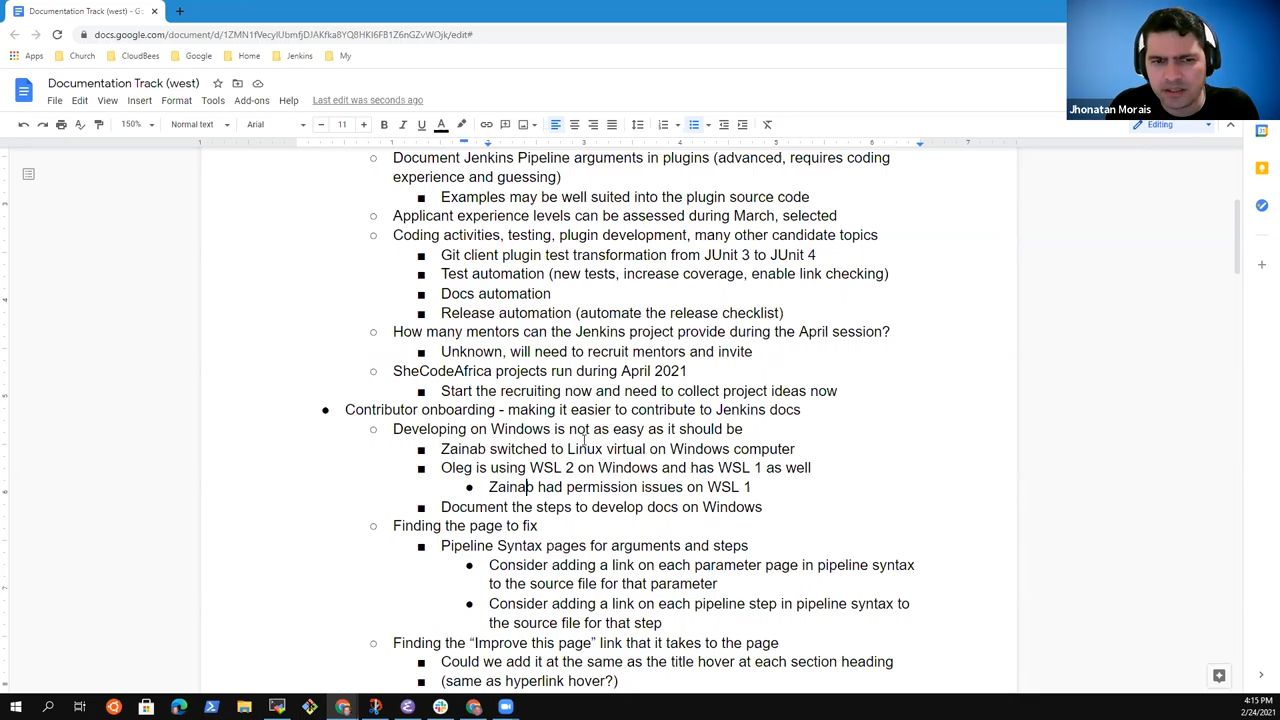 Documentation Track (west) - G
docs.google.com/document/d/1ZMN1fVecyIUbmfjDJAKfka8YQ8HKI6FB1Z6nGZvWOjk/edit#
Apps Church CloudBees Google Home Jenkins My
Jhonatan Morais
Documentation Track (west)
File Edit View Insert Format Tools Add-ons Help Last edit was seconds ago
150% Normal text Arial 11 Editing
1 3 5 6 7
Document Jenkins Pipeline arguments in plugins (advanced, requires coding
experience and guessing)
Examples may be well suited into the plugin source code
Applicant experience levels can be assessed during March, selected
Coding activities, testing, plugin development, many other candidate topics
Git client plugin test transformation from JUnit 3 to JUnit 4
Test automation (new tests, increase coverage, enable link checking)
Docs automation
Release automation (automate the release checklist)
How many mentors can the Jenkins project provide during the April session?
Unknown, will need to recruit mentors and invite
SheCodeAfrica projects run during April 2021
Start the recruiting now and need to collect project ideas now
Contributor onboarding - making it easier to contribute to Jenkins docs
Developing on Windows is not as easy as it should be
Zainab switched to Linux virtual on Windows computer
Oleg is using WSL 2 on Windows and has WSL 1 as well
Zainab had permission issues on WSL 1
Document the steps to develop docs on Windows
Finding the page to fix
Pipeline Syntax pages for arguments and steps
Consider adding a link on each parameter page in pipeline syntax
to the source file for that parameter
Consider adding a link on each pipeline step in pipeline syntax to
the source file for that step
Finding the “Improve this page” link that it takes to the page
Could we add it at the same as the title hover at each section heading
(same as hyperlink hover?)
4:15 PM
2/24/2021